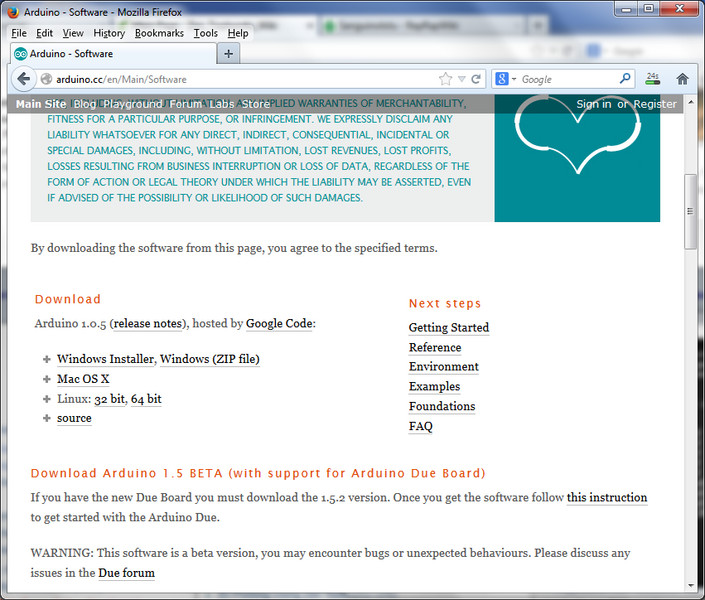 Arduino - Software - Mozilla Firefox
File Edit View History Bookmarks Tools Help
Arduino - Software
arduino.cc/en/Main/Software
Google
24s
Main Site Blog Playground Forum Labs Store
Sign in or Register
FITNESS FOR A PARTICULAR PURPOSE, OR INFRINGEMENT. WE EXPRESSLY DISCLAIM ANY
LIABILITY WHATSOEVER FOR ANY DIRECT, INDIRECT, CONSEQUENTIAL, INCIDENTAL OR
SPECIAL DAMAGES, INCLUDING, WITHOUT LIMITATION, LOST REVENUES, LOST PROFITS,
LOSSES RESULTING FROM BUSINESS INTERRUPTION OR LOSS OF DATA, REGARDLESS OF THE
FORM OF ACTION OR LEGAL THEORY UNDER WHICH THE LIABILITY MAY BE ASSERTED, EVEN
IF ADVISED OF THE POSSIBILITY OR LIKELIHOOD OF SUCH DAMAGES.
By downloading the software from this page, you agree to the specified terms.
Download
Arduino 1.0.5 (release notes), hosted by Google Code:
Windows Installer, Windows (ZIP file)
Mac OS X
Linux: 32 bit, 64 bit
source
Next steps
Getting Started
Reference
Environment
Examples
Foundations
FAQ
Download Arduino 1.5 BETA (with support for Arduino Due Board)
If you have the new Due Board you must download the 1.5.2 version. Once you get the software follow this instruction
to get started with the Arduino Due.
WARNING: This software is a beta version, you may encounter bugs or unexpected behaviours. Please discuss any
issues in the Due forum